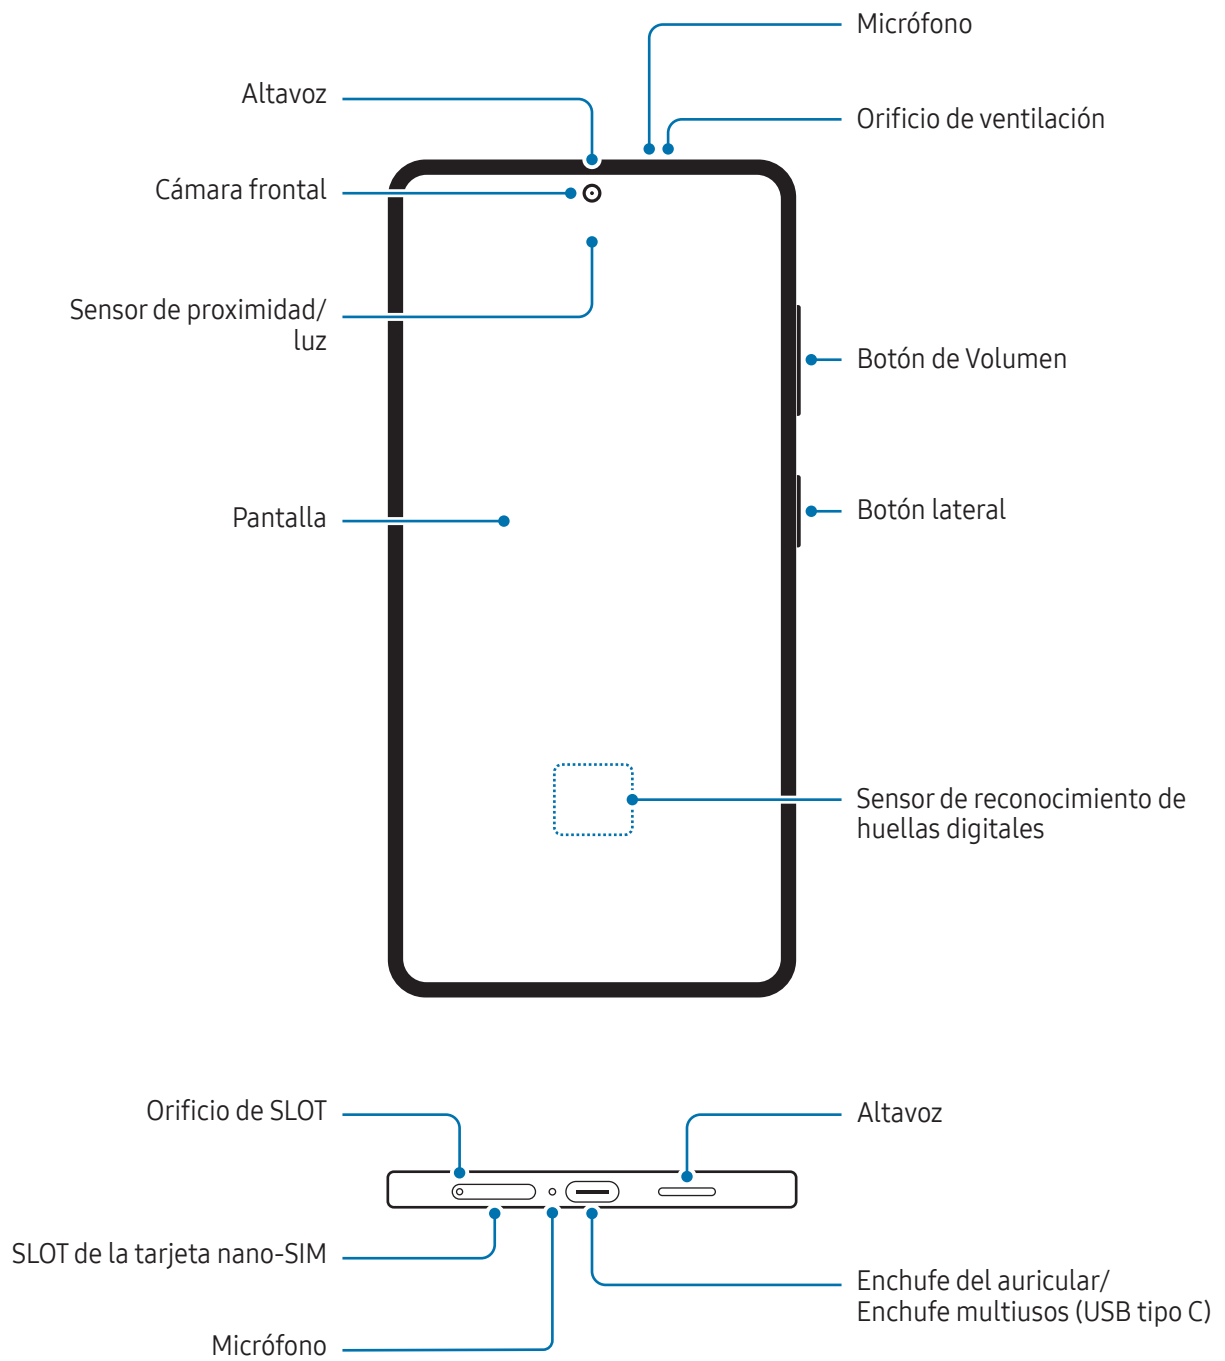 Micrófono
Altavoz
Orificio de ventilación
Cámara frontal
Sensor de proximidad/
luz
Botón de Volumen
Botón lateral
Pantalla
Sensor de reconocimiento de
huellas digitales
Orificio de SLOT
Altavoz
SLOT de la tarjeta nano-SIM
Enchufe del auricular/
Enchufe multiusos (USB tipo C)
Micrófono